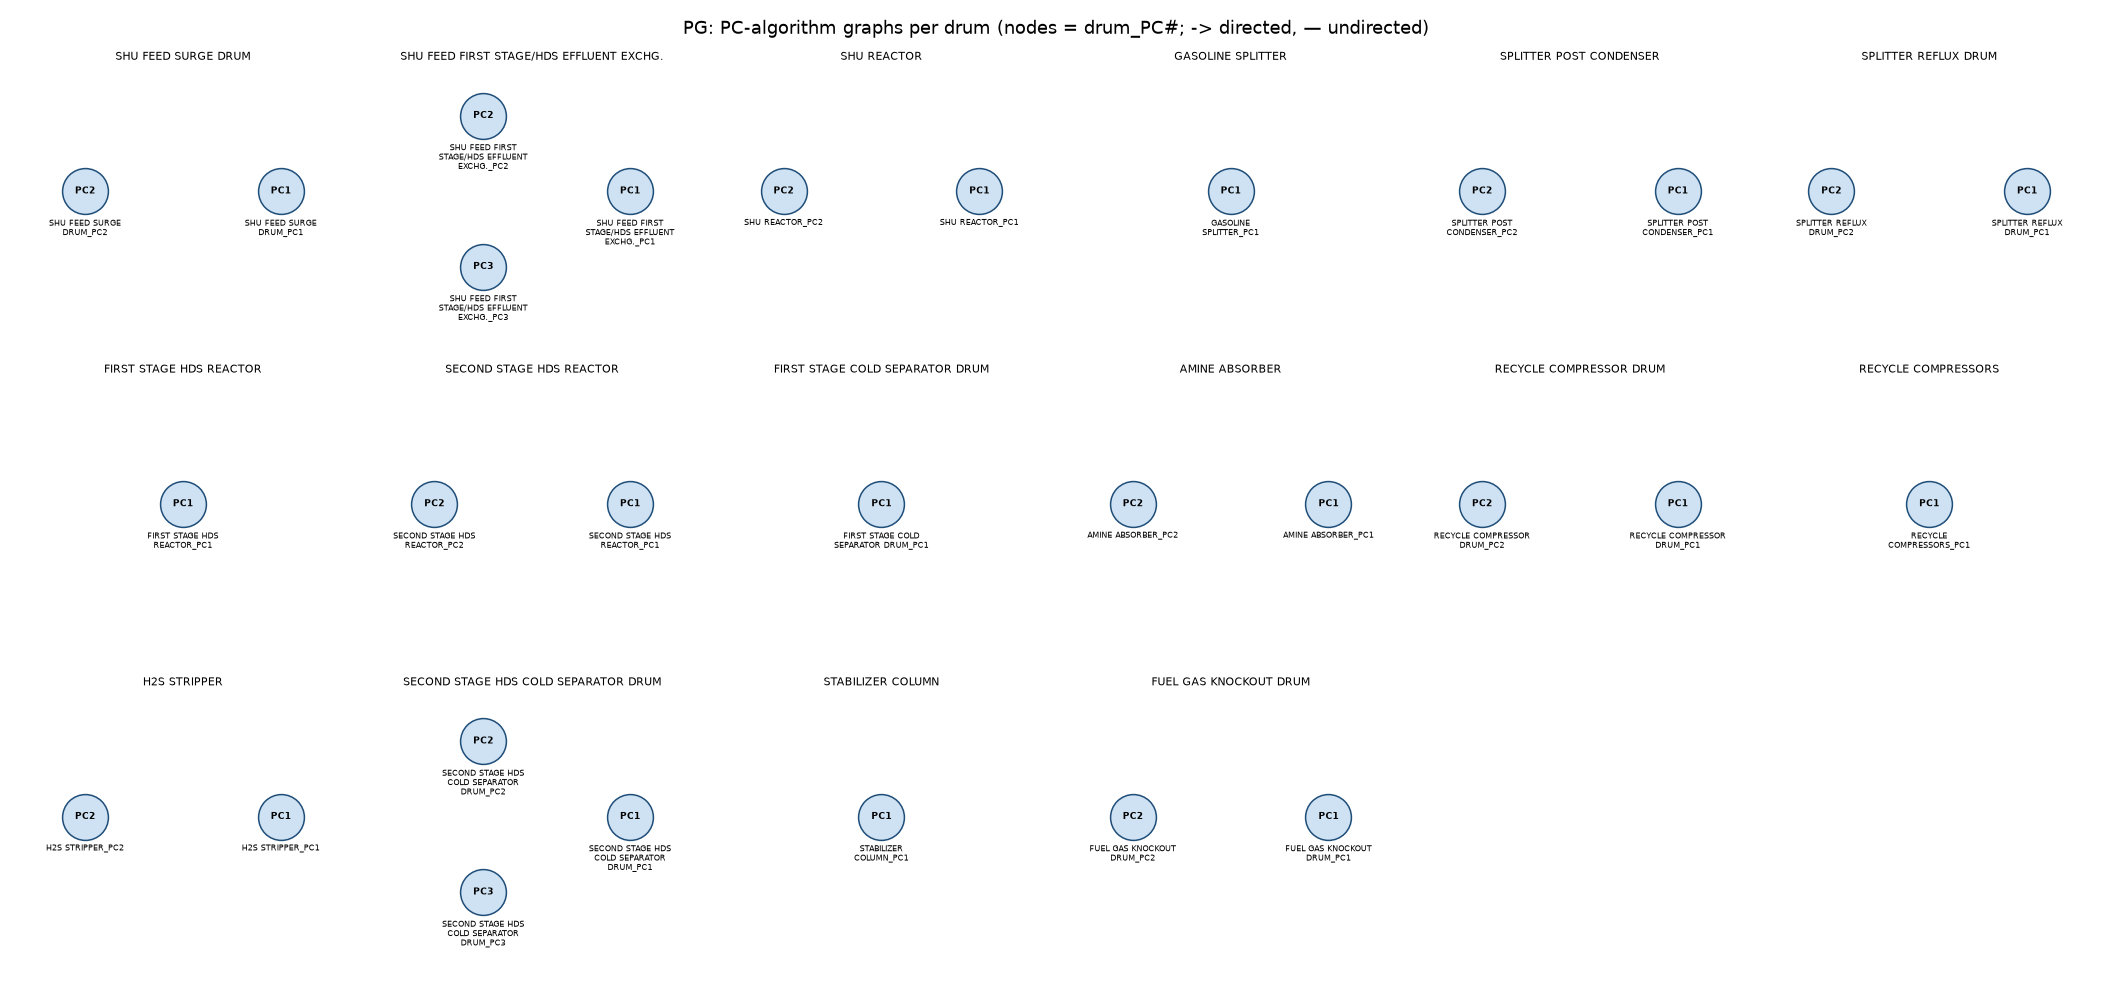 PG: PC-algorithm graphs per drum (nodes = drum_PC#; -> directed, — undirected)
SHU FEED SURGE DRUM
PC2
SHU FEED SURGE
DRUM_PC2
PC1
SHU FEED SURGE
DRUM_PC1
SHU FEED FIRST STAGE/HDS EFFLUENT EXCHG.
PC2
SHU FEED FIRST
STAGE/HDS EFFLUENT
EXCHG._PC2
PC1
SHU FEED FIRST
STAGE/HDS EFFLUENT
EXCHG._PC1
PC3
SHU FEED FIRST
STAGE/HDS EFFLUENT
EXCHG._PC3
SHU REACTOR
PC2
SHU REACTOR_PC2
PC1
SHU REACTOR_PC1
GASOLINE SPLITTER
PC1
GASOLINE
SPLITTER_PC1
SPLITTER POST CONDENSER
PC2
SPLITTER POST
CONDENSER_PC2
PC1
SPLITTER POST
CONDENSER_PC1
SPLITTER REFLUX DRUM
PC2
SPLITTER REFLUX
DRUM_PC2
PC1
SPLITTER REFLUX
DRUM_PC1
FIRST STAGE HDS REACTOR
PC1
FIRST STAGE HDS
REACTOR_PC1
SECOND STAGE HDS REACTOR
PC2
SECOND STAGE HDS
REACTOR_PC2
PC1
SECOND STAGE HDS
REACTOR_PC1
FIRST STAGE COLD SEPARATOR DRUM
PC1
FIRST STAGE COLD
SEPARATOR DRUM_PC1
AMINE ABSORBER
PC2
AMINE ABSORBER_PC2
PC1
AMINE ABSORBER_PC1
RECYCLE COMPRESSOR DRUM
PC2
RECYCLE COMPRESSOR
DRUM_PC2
PC1
RECYCLE COMPRESSOR
DRUM_PC1
RECYCLE COMPRESSORS
PC1
RECYCLE
COMPRESSORS_PC1
H2S STRIPPER
PC2
H2S STRIPPER_PC2
PC1
H2S STRIPPER_PC1
SECOND STAGE HDS COLD SEPARATOR DRUM
PC2
SECOND STAGE HDS
COLD SEPARATOR
DRUM_PC2
PC1
SECOND STAGE HDS
COLD SEPARATOR
DRUM_PC1
PC3
SECOND STAGE HDS
COLD SEPARATOR
DRUM_PC3
STABILIZER COLUMN
PC1
STABILIZER
COLUMN_PC1
FUEL GAS KNOCKOUT DRUM
PC2
FUEL GAS KNOCKOUT
DRUM_PC2
PC1
FUEL GAS KNOCKOUT
DRUM_PC1